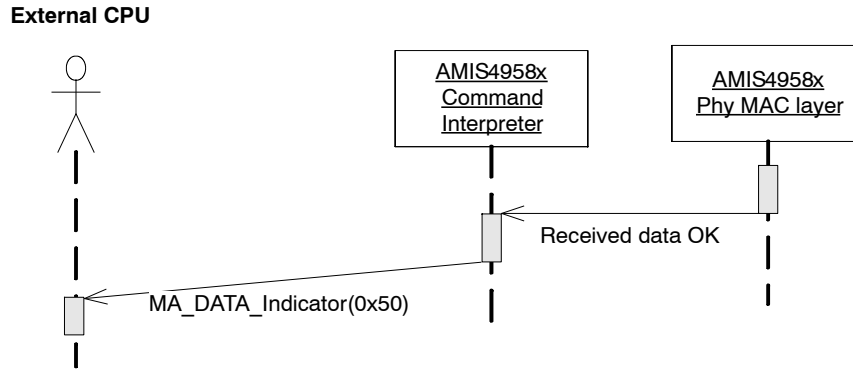 External CPU
AMIS4958x
Command
Interpreter
AMIS4958x
Phy MAC layer
Received data OK
MA_DATA_Indicator(0x50)